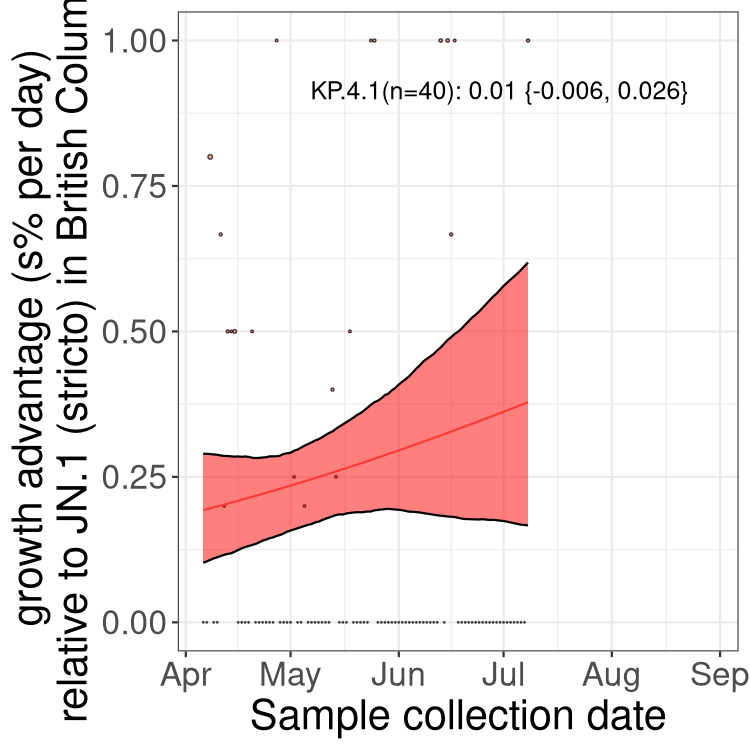 growth advantage (s% per day)
relative to JN.1 (stricto) in British Colum
1.00
0.75
0.50
0.25
0.00
KP.4.1(n=40): 0.01 {-0.006, 0.026}
Apr May Jun Jul Aug Sep
Sample collection date